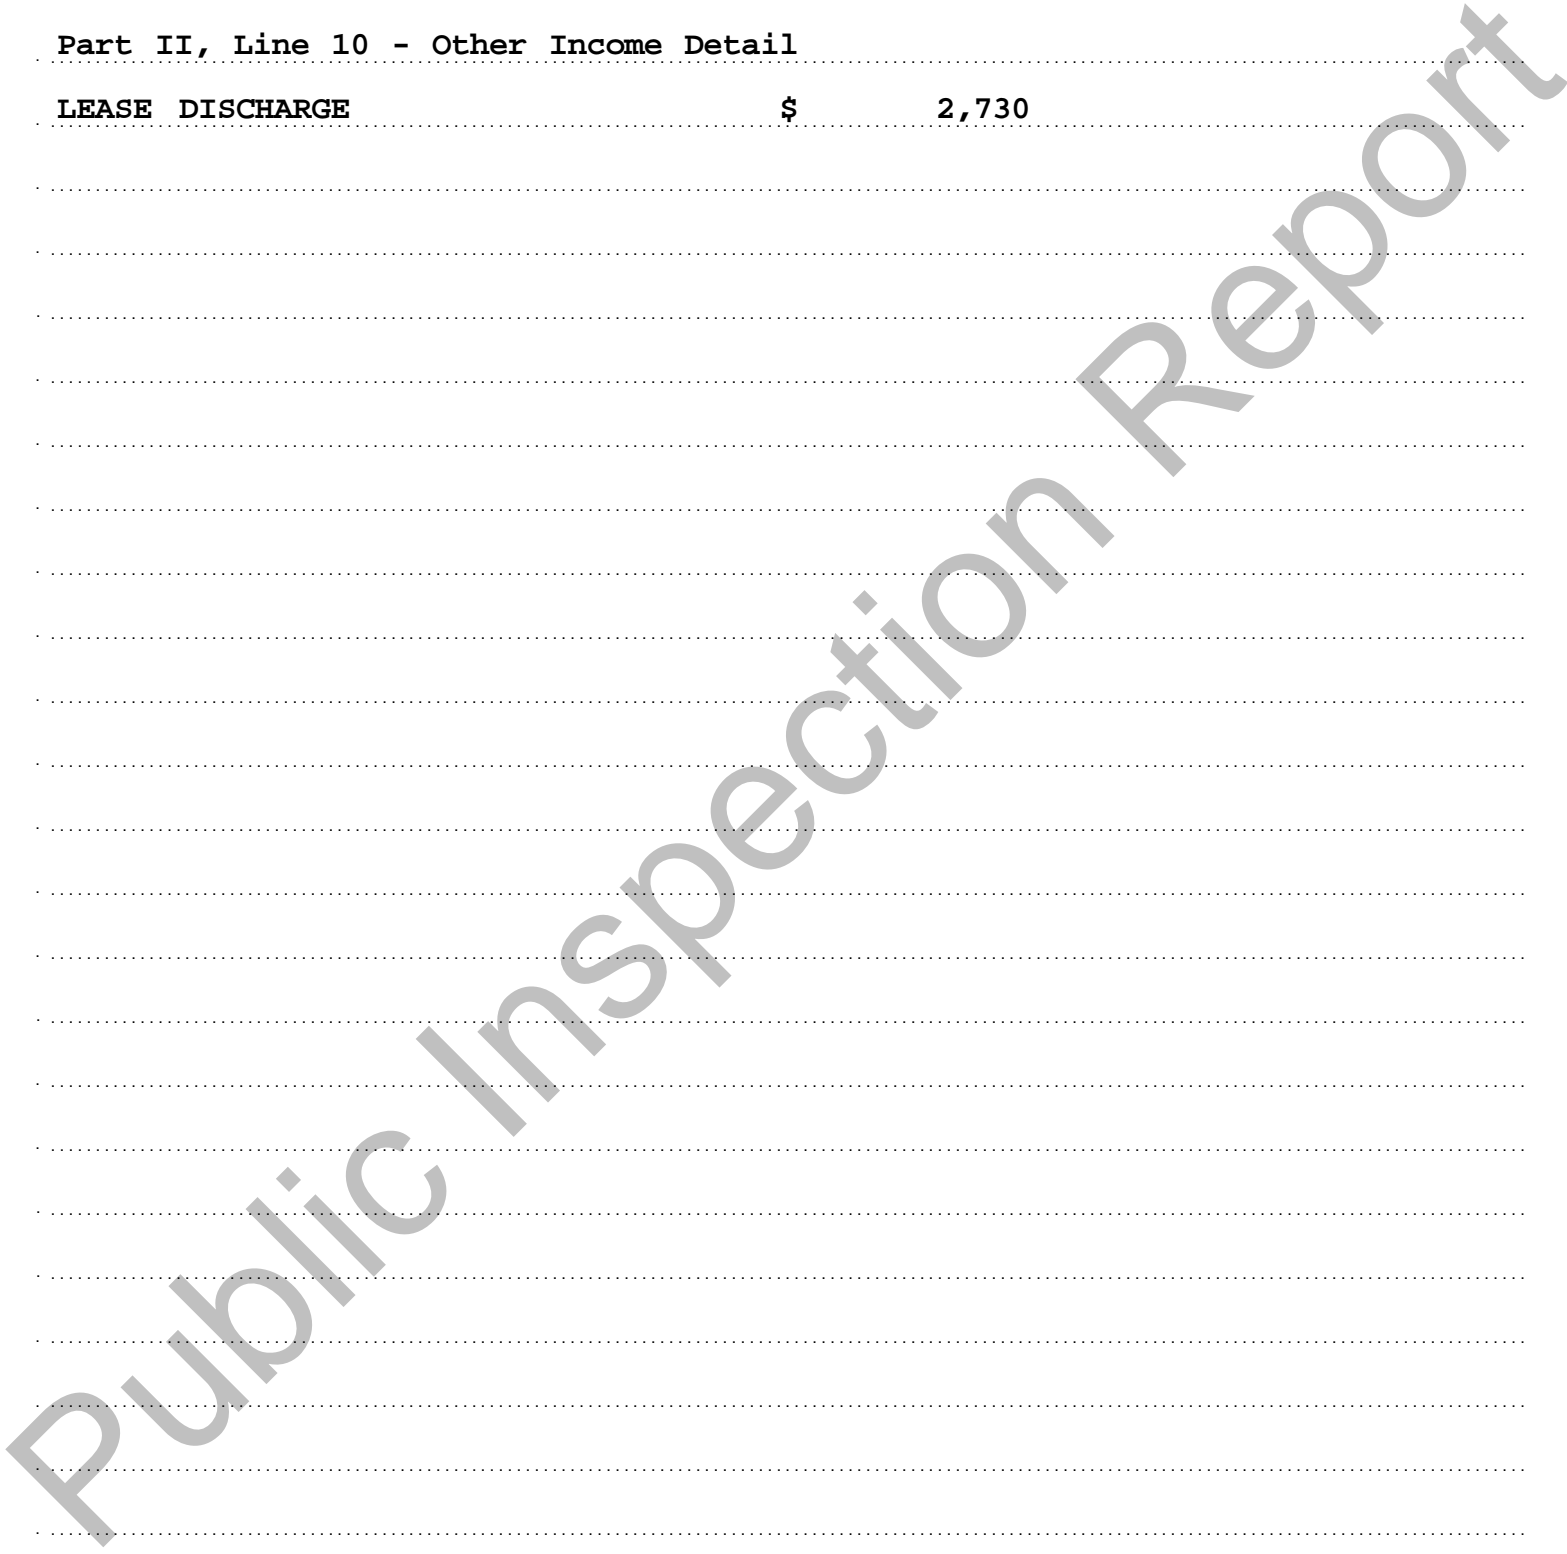 Part II, Line 10 - Other Income Detail
LEASE DISCHARGE $ 2,730
Public Inspection Report